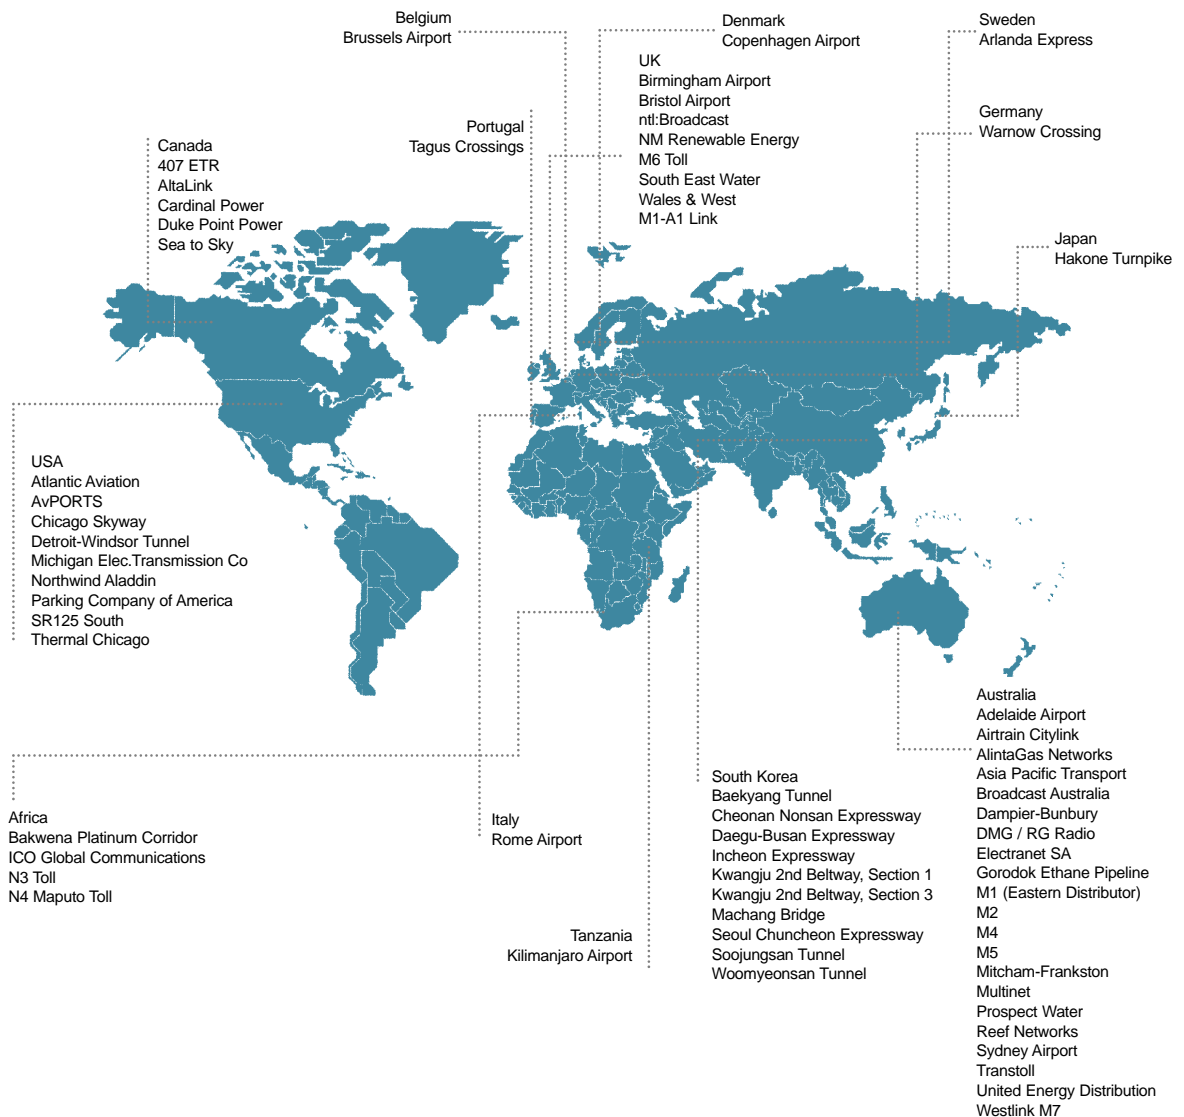 Belgium
Brussels Airport
Denmark
Copenhagen Airport
Sweden
Arlanda Express
UK
Birmingham Airport
Bristol Airport
ntl:Broadcast
NM Renewable Energy
M6 Toll
South East Water
Wales & West
M1-A1 Link
Germany
Warnow Crossing
Portugal
Tagus Crossings
Canada
407 ETR
AltaLink
Cardinal Power
Duke Point Power
Sea to Sky
Japan
Hakone Turnpike
USA
Atlantic Aviation
AvPORTS
Chicago Skyway
Detroit-Windsor Tunnel
Michigan Elec.Transmission Co
Northwind Aladdin
Parking Company of America
SR125 South
Thermal Chicago
Africa
Bakwena Platinum Corridor
ICO Global Communications
N3 Toll
N4 Maputo Toll
Italy
Rome Airport
Tanzania
Kilimanjaro Airport
South Korea
Baekyang Tunnel
Cheonan Nonsan Expressway
Daegu-Busan Expressway
Incheon Expressway
Kwangju 2nd Beltway, Section 1
Kwangju 2nd Beltway, Section 3
Machang Bridge
Seoul Chuncheon Expressway
Soojungsan Tunnel
Woomyeonsan Tunnel
Australia
Adelaide Airport
Airtrain Citylink
AlintaGas Networks
Asia Pacific Transport
Broadcast Australia
Dampier-Bunbury
DMG / RG Radio
Electranet SA
Gorodok Ethane Pipeline
M1 (Eastern Distributor)
M2
M4
M5
Mitcham-Frankston
Multinet
Prospect Water
Reef Networks
Sydney Airport
Transtoll
United Energy Distribution
Westlink M7